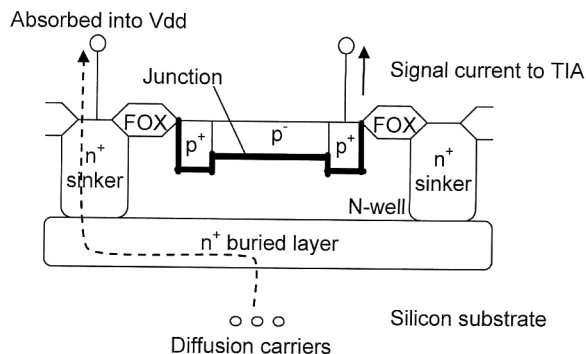 Absorbed into Vdd
Signal current to TIA
Junction
FOX
p+
p-
p+
FOX
n+
sinker
n+
sinker
N-well
n+ buried layer
Silicon substrate
Diffusion carriers